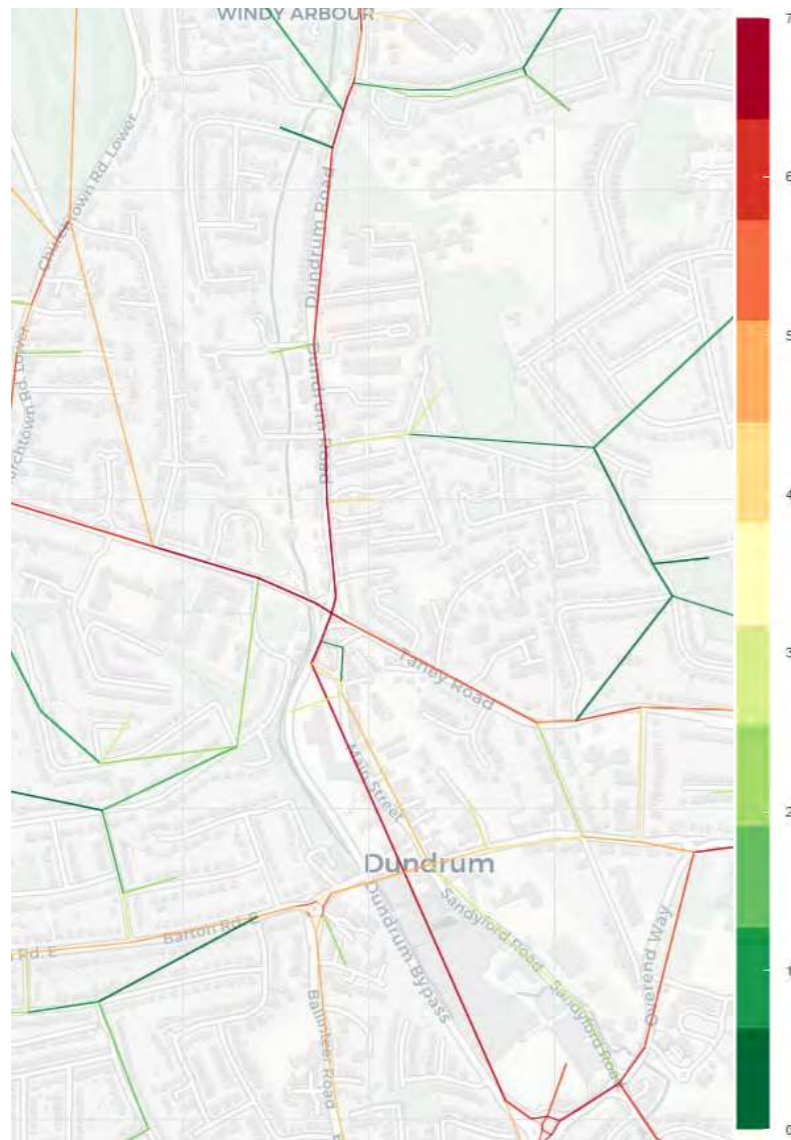 WINDY ARBOUR
7
Churchtown Rd. Lower
6
Dundrum Road
5
Dundrum Road
urchtown Rd. Lower
4
3
Taney Road
2
Main Street
Dundrum
Sandyford Road
Barton Rd. E
Rd. E
Dundrum Bypass
Overend Way
1
Sandyford Road
Ballinteer Road
0